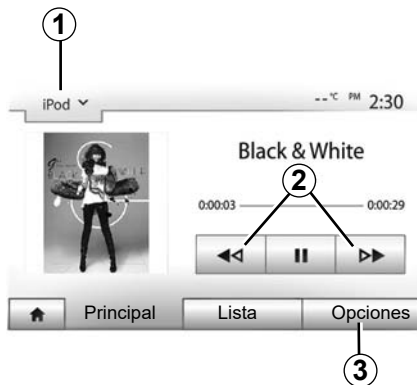 1
iPod
--°C PM 2:30
Black & White
2
0:00:03 0:00:29
Principal Lista Opciones
3